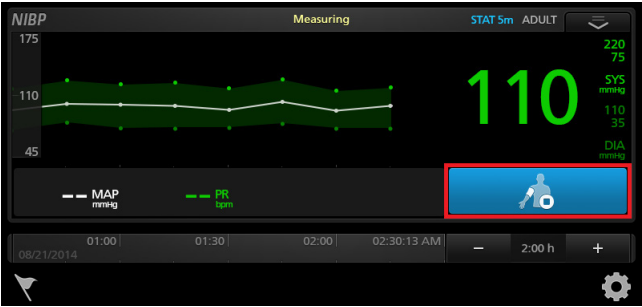 NIBP Measuring STAT 5m ADULT
175
220
75
SYS
mmHg
110
110
110
35
45
DIA
mmHg
-- MAP
mmHg
-- PR
bpm
01:00 01:30 02:00 02:30:13 AM − 2:00 h +
08/21/2014